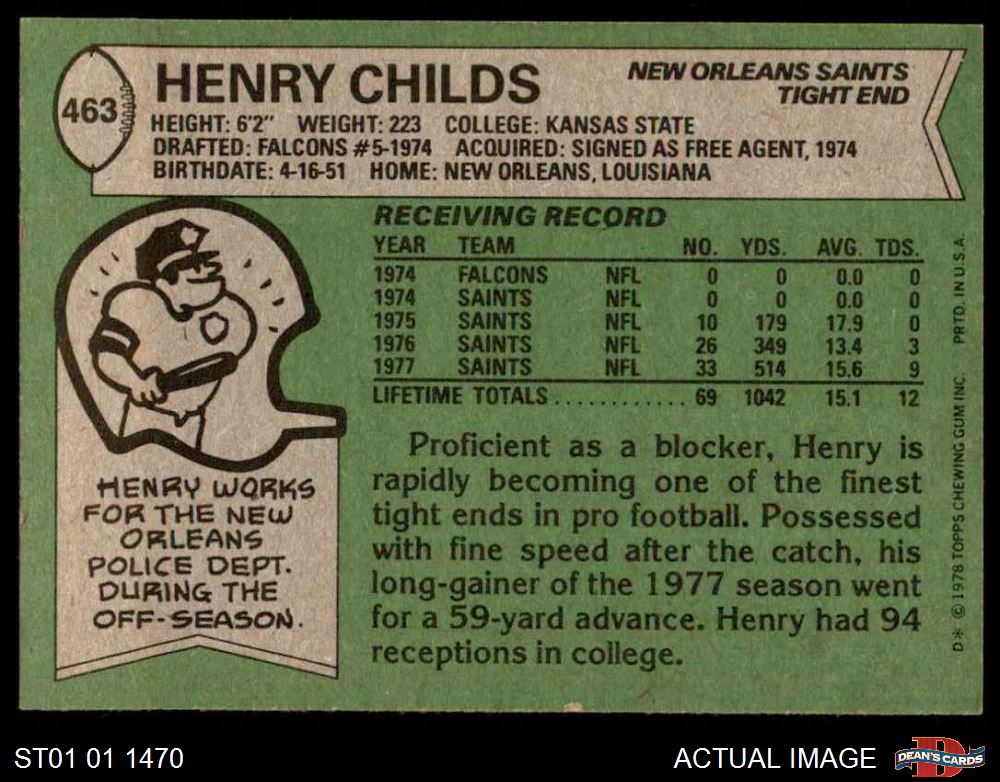 463
HENRY CHILDS
NEW ORLEANS SAINTS
TIGHT END
HEIGHT: 6'2" WEIGHT: 223 COLLEGE: KANSAS STATE
DRAFTED: FALCONS #5-1974 ACQUIRED: SIGNED AS FREE AGENT, 1974
BIRTHDATE: 4-16-51 HOME: NEW ORLEANS, LOUISIANA
RECEIVING RECORD
YEAR TEAM NO. YDS. AVG. TDS.
1974 FALCONS NFL 0 0 0.0 0
1974 SAINTS NFL 0 0 0.0 0
1975 SAINTS NFL 10 179 17.9 0
1976 SAINTS NFL 26 349 13.4 3
1977 SAINTS NFL 33 514 15.6 9
LIFETIME TOTALS............ 69 1042 15.1 12
HENRY WORKS
FOR THE NEW
ORLEANS
POLICE DEPT.
DURING THE
OFF-SEASON.
Proficient as a blocker, Henry is
rapidly becoming one of the finest
tight ends in pro football. Possessed
with fine speed after the catch, his
long-gainer of the 1977 season went
for a 59-yard advance. Henry had 94
receptions in college.
D* © 1978 TOPPS CHEWING GUM INC. PRTD. IN U.S.A.
ST01 01 1470
ACTUAL IMAGE
D
DEAN'S CARDS